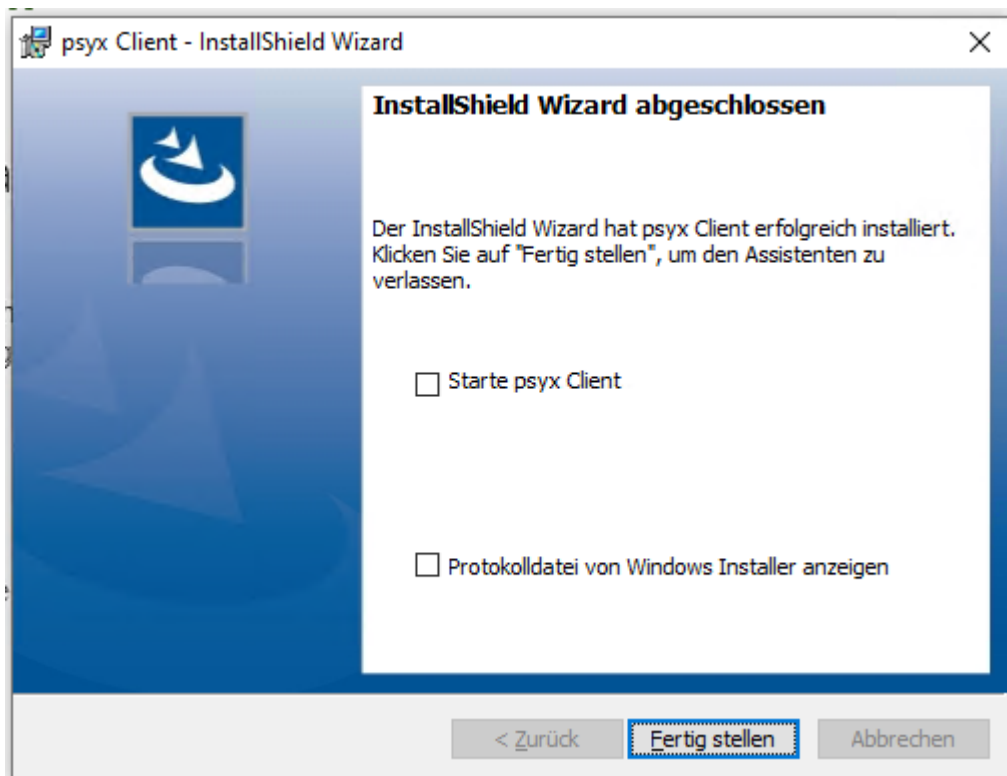 psyx Client - InstallShield Wizard
InstallShield Wizard abgeschlossen
Der InstallShield Wizard hat psyx Client erfolgreich installiert.
Klicken Sie auf "Fertig stellen", um den Assistenten zu
verlassen.
Starte psyx Client
Protokolldatei von Windows Installer anzeigen
< Zurück
Fertig stellen
Abbrechen